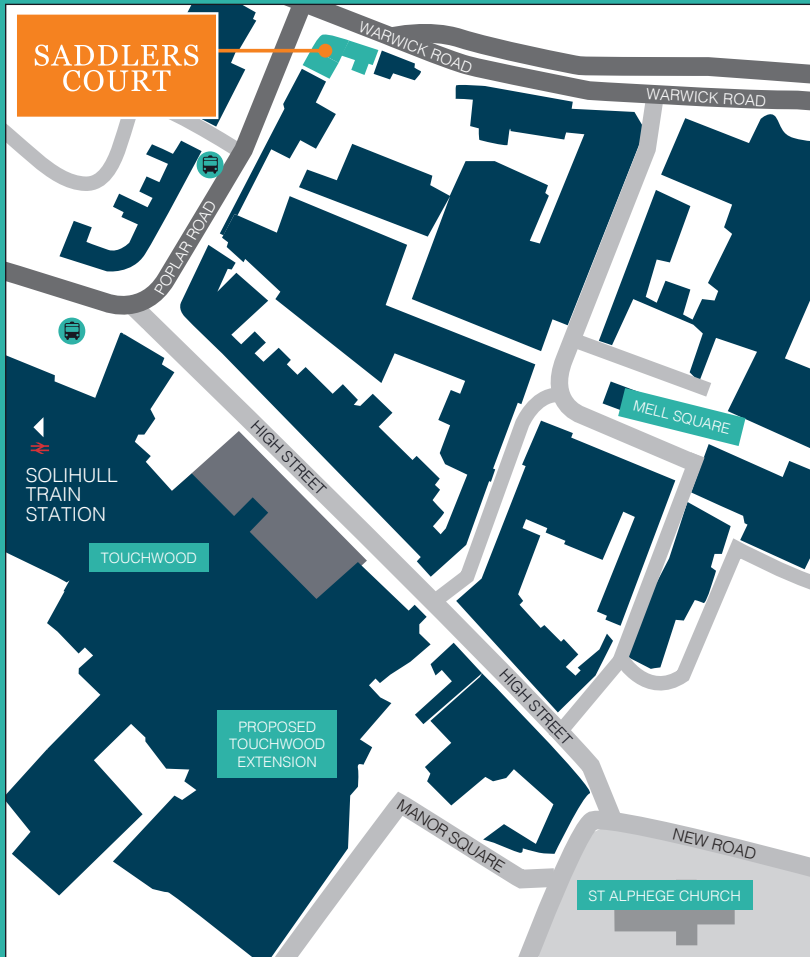 SADDLERS
COURT
WARWICK ROAD
WARWICK ROAD
POPLAR ROAD
MELL SQUARE
HIGH STREET
SOLIHULL
TRAIN
STATION
TOUCHWOOD
HIGH STREET
PROPOSED
TOUCHWOOD
EXTENSION
MANOR SQUARE
NEW ROAD
ST ALPHEGE CHURCH